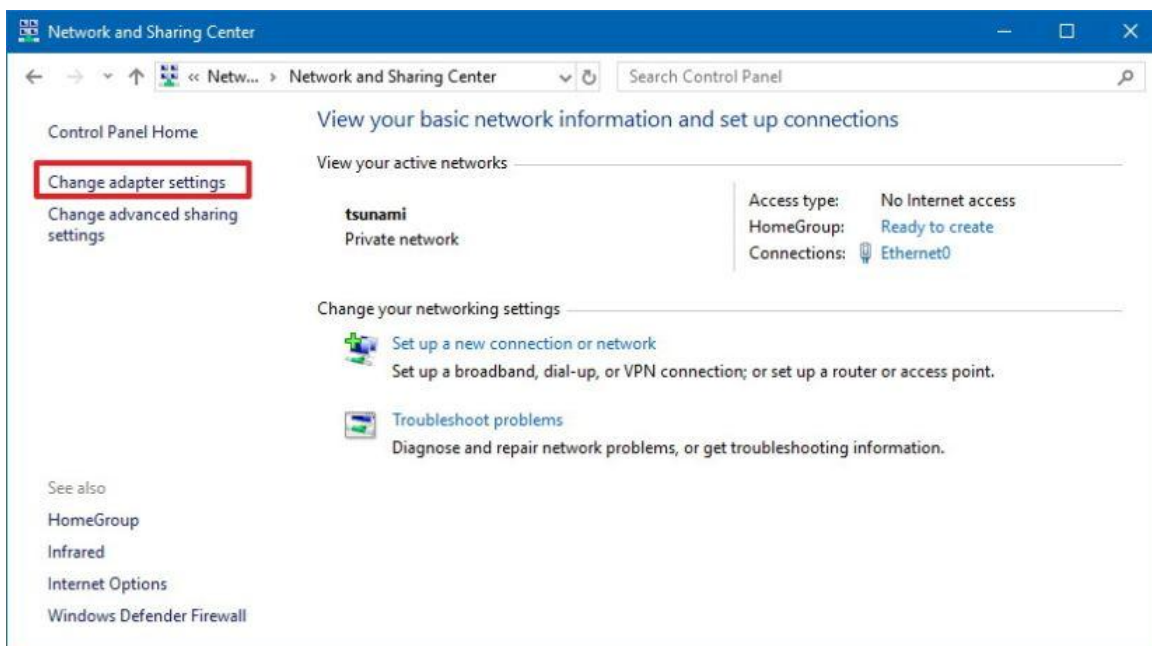 Network and Sharing Center
« Netw... › Network and Sharing Center
Search Control Panel
Control Panel Home
Change adapter settings
Change advanced sharing
settings
View your basic network information and set up connections
View your active networks
tsunami
Private network
Access type: No Internet access
HomeGroup: Ready to create
Connections: Ethernet0
Change your networking settings
Set up a new connection or network
Set up a broadband, dial-up, or VPN connection; or set up a router or access point.
Troubleshoot problems
Diagnose and repair network problems, or get troubleshooting information.
See also
HomeGroup
Infrared
Internet Options
Windows Defender Firewall